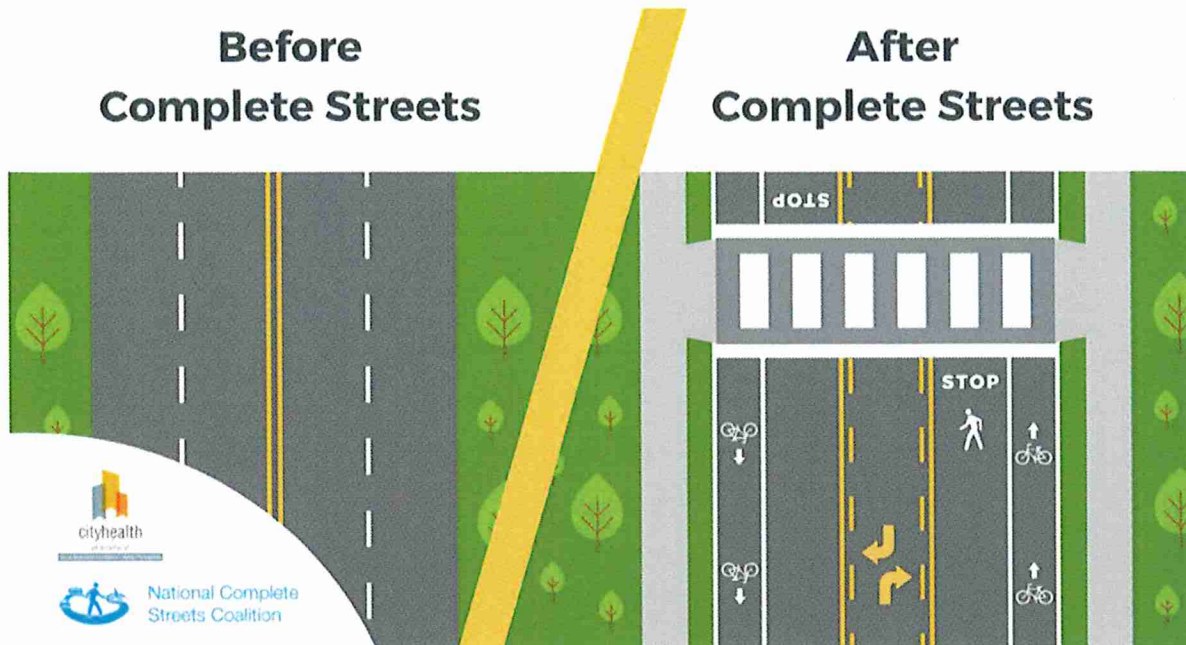 Before
Complete Streets
After
Complete Streets
STOP
STOP
cityhealth
National Complete
Streets Coalition